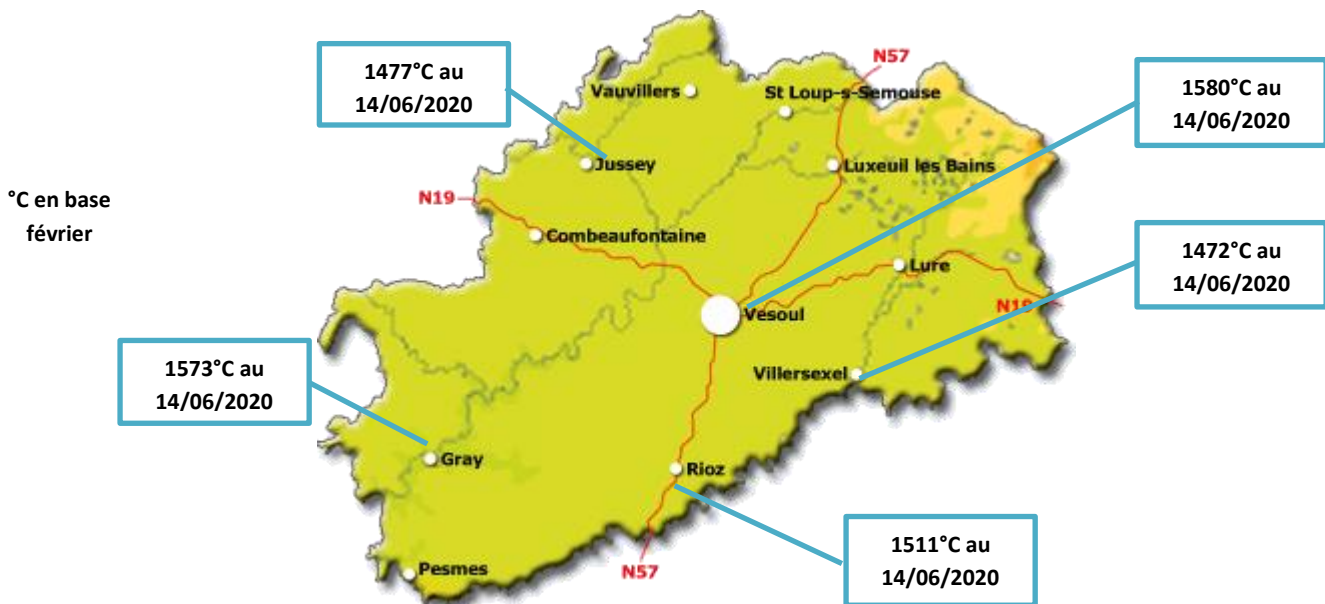 N57
1477°C au
14/06/2020
1580°C au
14/06/2020
Vauvillers
St Loup-s-Semouse
Jussey
Luxeuil les Bains
°C en base
février
N19
Combeaufontaine
1472°C au
14/06/2020
Lure
N19
Vesoul
Villersexel
1573°C au
14/06/2020
Gray
Rioz
1511°C au
14/06/2020
Pesmes
N57